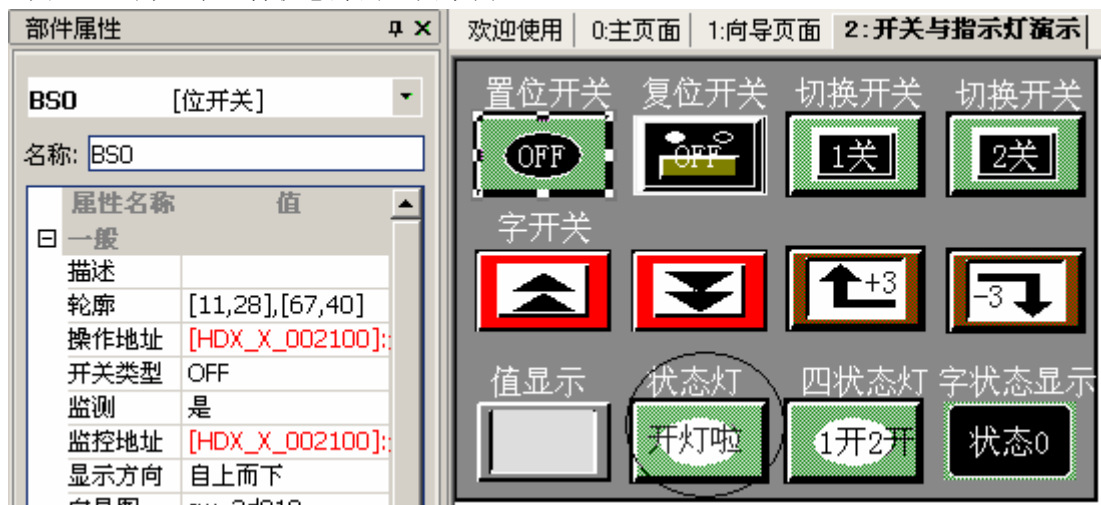 部件属性
BS0 [位开关]
名称: BS0
属性名称 值
一般
描述
轮廓 [11,28],[67,40]
操作地址 [HDX_X_002100]:
开关类型 OFF
监测 是
监控地址 [HDX_X_002100]:
显示方向 自上而下
欢迎使用 0:主页面 1:向导页面 2:开关与指示灯演示
置位开关 复位开关 切换开关 切换开关
OFF OFF 1关 2关
字开关
+3 -3
值显示 状态灯 四状态灯 字状态显示
开灯啦 1开2开 状态0